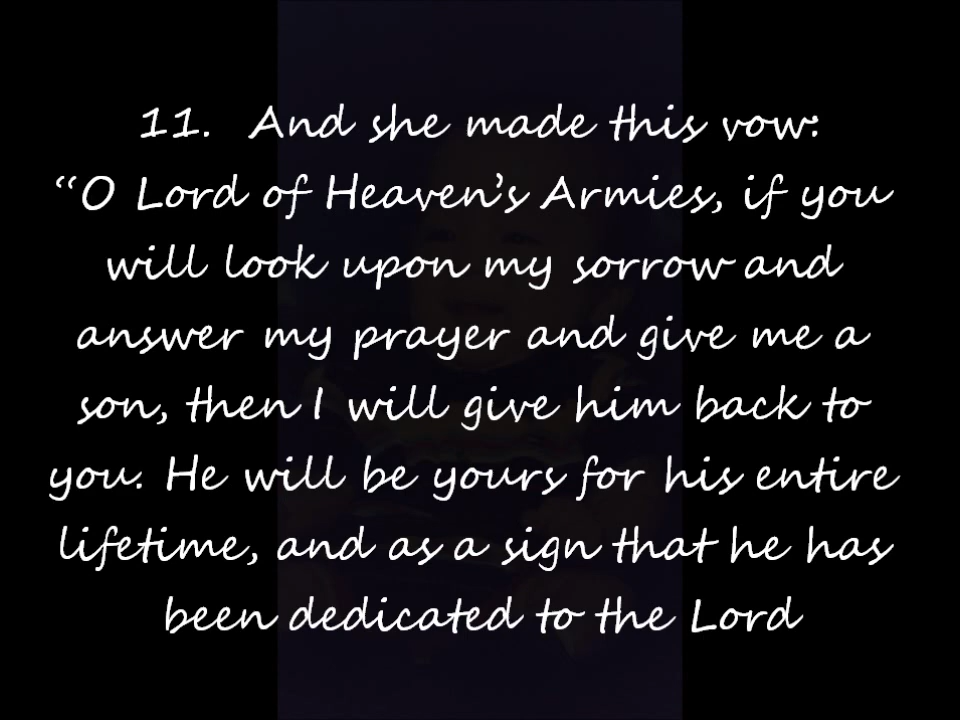 11.  And she made this vow:
“O Lord of Heaven’s Armies, if you
will look upon my sorrow and
answer my prayer and give me a
son, then I will give him back to
you. He will be yours for his entire
lifetime, and as a sign that he has
been dedicated to the Lord